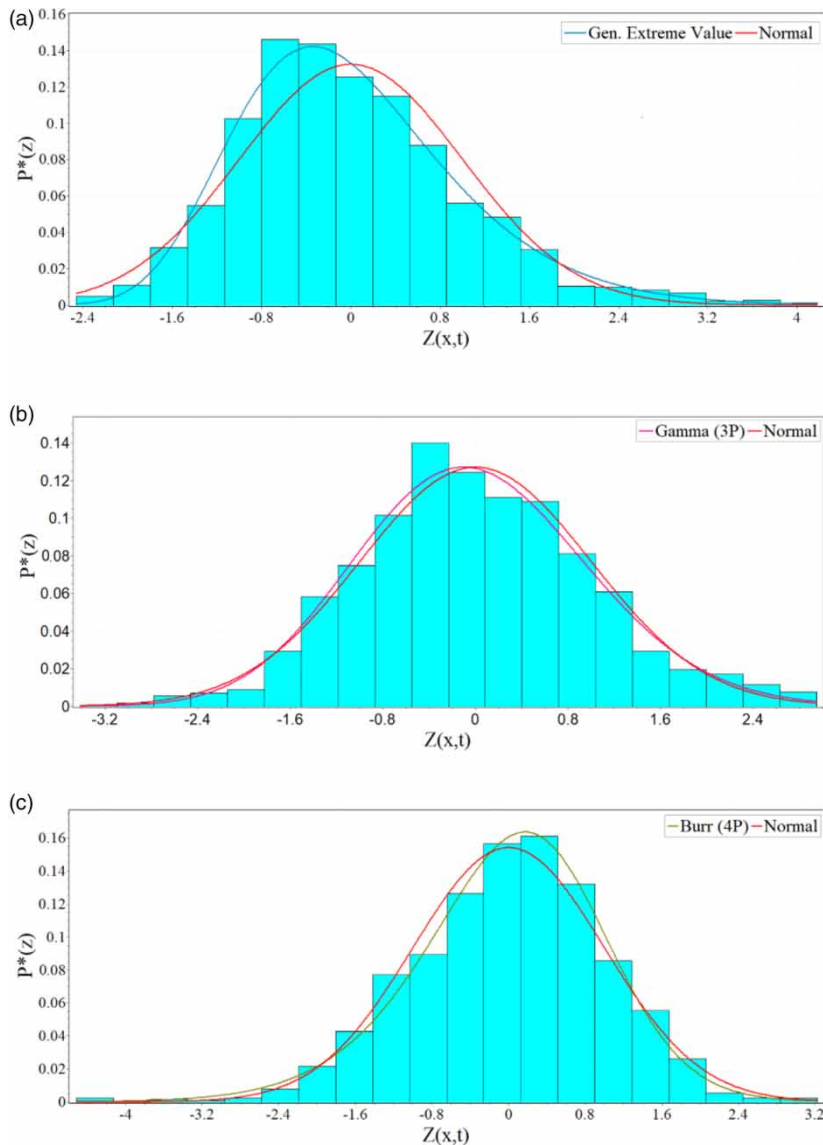 (a)
0.16
0.14
0.12
0.1
0.08
0.06
0.04
0.02
0
P*(z)
Gen. Extreme Value Normal
-2.4 -1.6 -0.8 0 0.8 1.6 2.4 3.2 4
Z(x,t)
(b)
0.14
0.12
0.1
0.08
0.06
0.04
0.02
0
P*(z)
Gamma (3P) Normal
-3.2 -2.4 -1.6 -0.8 0 0.8 1.6 2.4
Z(x,t)
(c)
0.16
0.14
0.12
0.1
0.08
0.06
0.04
0.02
0
P*(z)
Burr (4P) Normal
-4 -3.2 -2.4 -1.6 -0.8 0 0.8 1.6 2.4 3.2
Z(x,t)